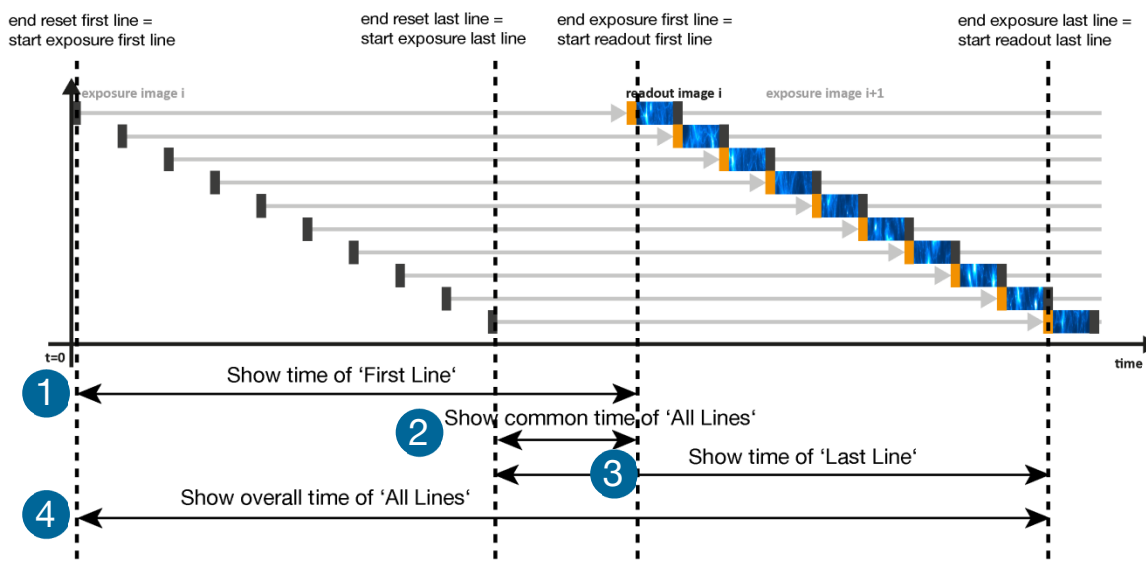 end reset first line =
start exposure first line
end reset last line =
start exposure last line
end exposure first line =
start readout first line
end exposure last line =
start readout last line
exposure image i
readout image i
exposure image i+1
t=0
time
1
Show time of ‘First Line‘
2
Show common time of ‘All Lines‘
3
Show time of ‘Last Line‘
4
Show overall time of ‘All Lines‘